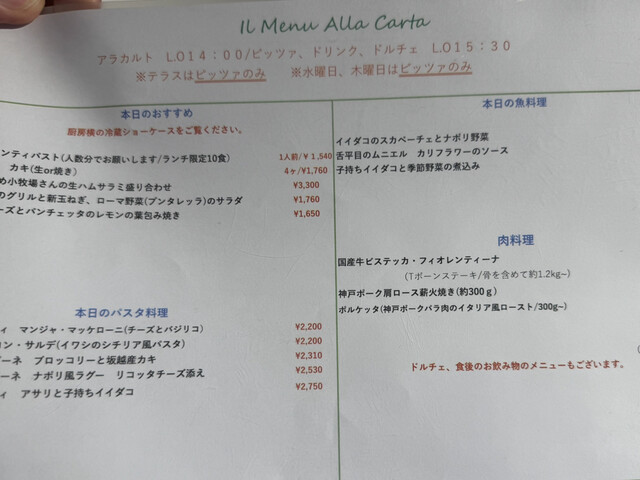 Il Menu Alla Carta
アラカルト L.O14：00/ピッツァ、ドリンク、ドルチェ L.O15：30
※テラスはピッツァのみ ※水曜日、木曜日はピッツァのみ
本日のおすすめ
厨房横の冷蔵ショーケースをご覧ください。
ンティパスト(人数分でお願いします/ランチ限定10食) 1人前/￥1,540
カキ(生or焼き) 4ヶ/¥1,760
め小牧場さんの生ハムサラミ盛り合わせ ¥3,300
のグリルと新玉ねぎ、ローマ野菜(プンタレッラ)のサラダ ¥1,760
ーズとパンチェッタのレモンの葉包み焼き ¥1,650
本日のパスタ料理
ィ マンジャ・マッケローニ(チーズとバジリコ) ¥2,200
コン・サルデ(イワシのシチリア風パスタ) ¥2,200
グーネ ブロッコリーと坂越産カキ ¥2,310
ーネ ナポリ風ラグー リコッタチーズ添え ¥2,530
ィ アサリと子持ちイイダコ ¥2,750
本日の魚料理
イイダコのスカペーチェとナポリ野菜
舌平目のムニエル カリフラワーのソース
子持ちイイダコと季節野菜の煮込み
肉料理
国産牛ビステッカ・フィオレンティーナ
(Tボーンステーキ/骨を含めて約1.2kg~)
神戸ポーク肩ロース薪火焼き(約300ｇ)
ポルケッタ(神戸ポークバラ肉のイタリア風ロースト/300g~)
ドルチェ、食後のお飲み物のメニューもございます。